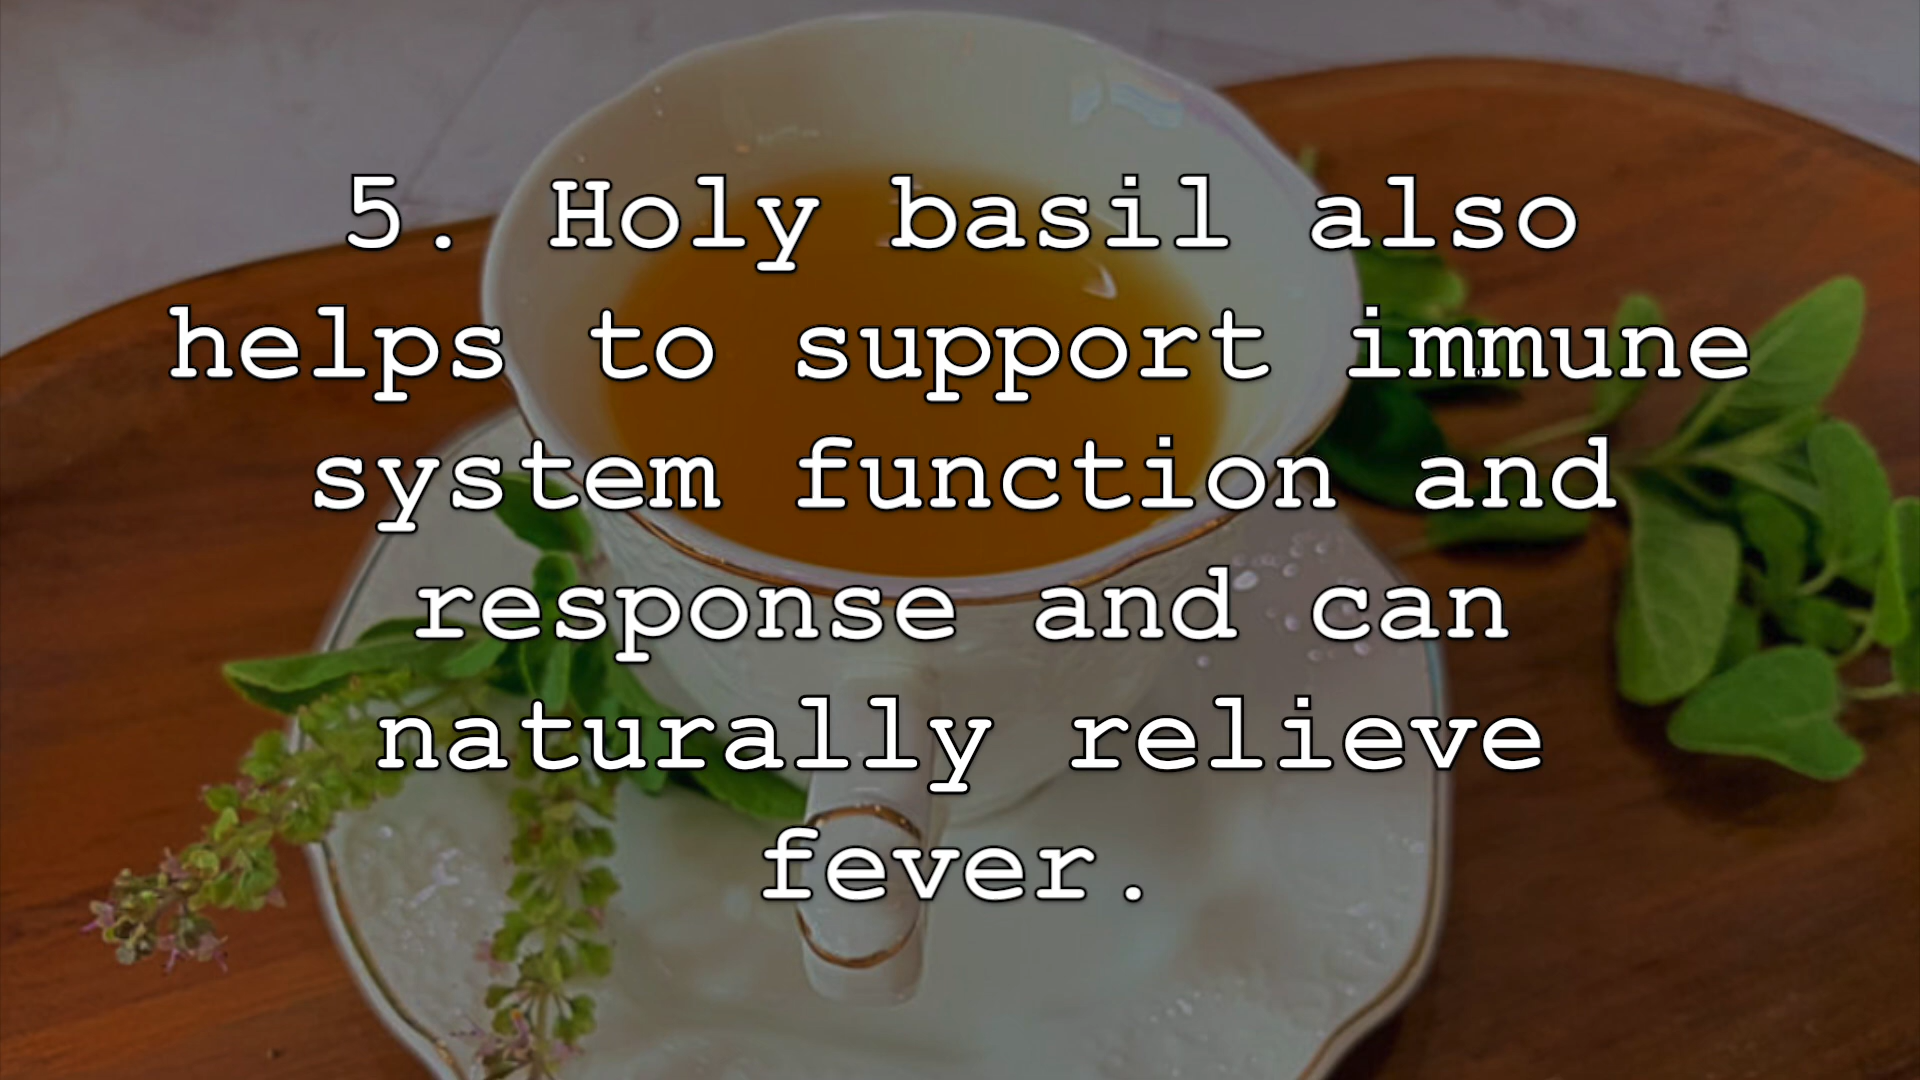 5. Holy basil also
helps to support immune
system function and
response and can
naturally relieve
fever.